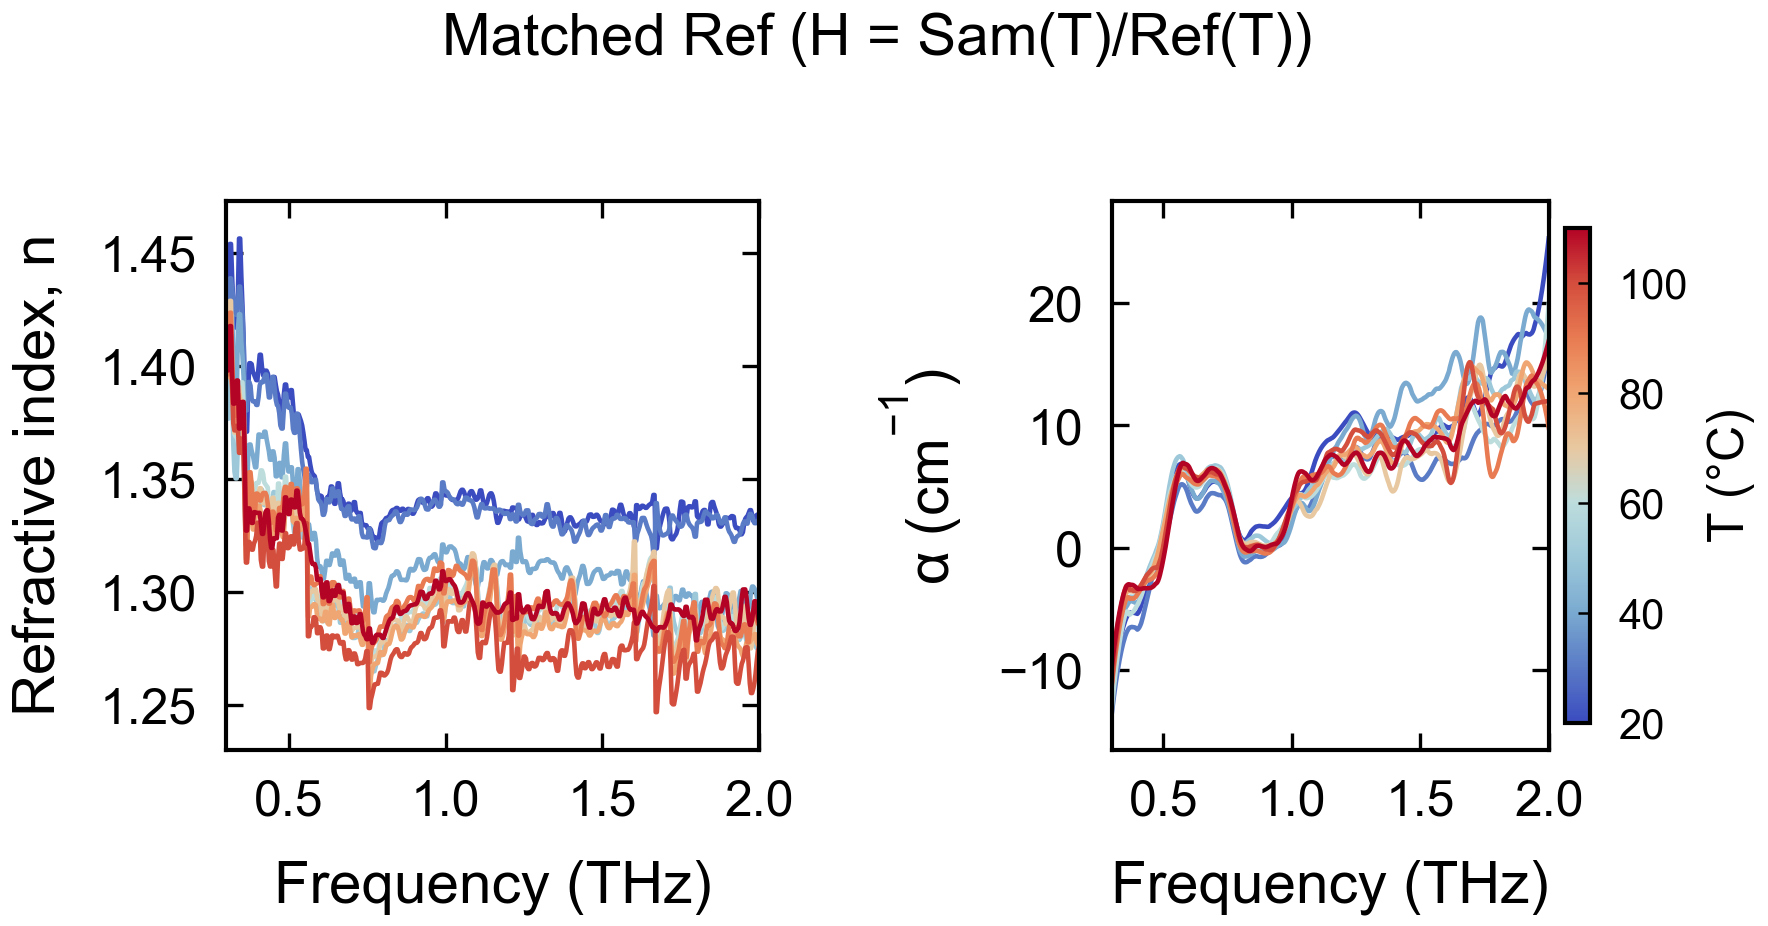 Matched Ref (H = Sam(T)/Ref(T))
Refractive index, n
1.45
1.40
1.35
1.30
1.25
0.5 1.0 1.5 2.0
Frequency (THz)
α (cm⁻¹)
20
10
0
−10
0.5 1.0 1.5 2.0
Frequency (THz)
100
80
60
40
20
T (°C)